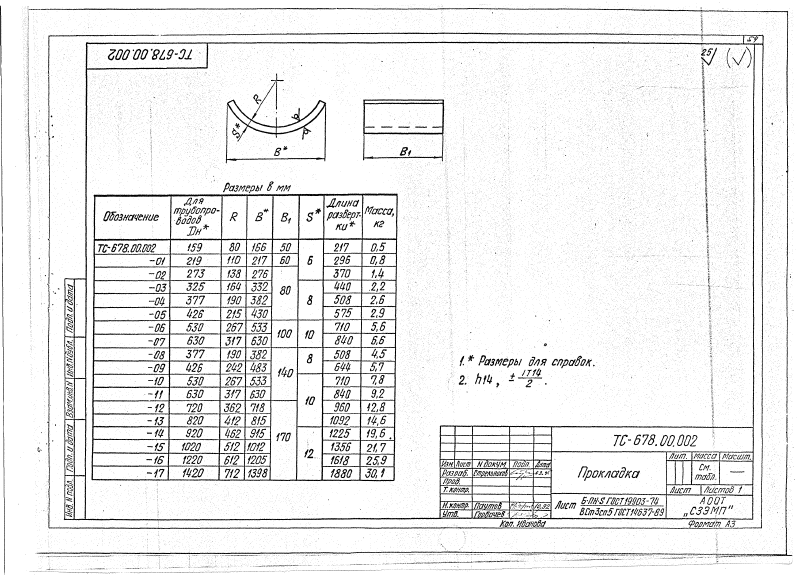 ТС-678.00.002
59
25/ (√)
R
S*
B*
B₁
Размеры в мм
Обозначение | Для трубопроводов Dн* | R | B* | B₁ | S* | Длина разверт-ки* | Масса, кг
ТС-678.00.002 | 159 | 80 | 166 | 50 | 6 | 217 | 0,5
-01 | 219 | 110 | 217 | 60 | 296 | 0,8
-02 | 273 | 138 | 276 | 80 | 370 | 1,4
-03 | 325 | 164 | 332 | 8 | 440 | 2,2
-04 | 377 | 190 | 382 | 508 | 2,6
-05 | 426 | 215 | 430 | 575 | 2,9
-06 | 530 | 267 | 533 | 100 | 10 | 710 | 5,6
-07 | 630 | 317 | 630 | 840 | 6,6
-08 | 377 | 190 | 382 | 140 | 8 | 508 | 4,5
-09 | 426 | 242 | 483 | 644 | 5,7
-10 | 530 | 267 | 533 | 10 | 710 | 7,8
-11 | 630 | 317 | 630 | 840 | 9,2
-12 | 720 | 362 | 718 | 170 | 960 | 12,8
-13 | 820 | 412 | 815 | 1092 | 14,6
-14 | 920 | 462 | 915 | 12 | 1225 | 19,6
-15 | 1020 | 512 | 1012 | 1356 | 21,7
-16 | 1220 | 612 | 1205 | 1618 | 25,9
-17 | 1420 | 712 | 1398 | 1880 | 30,1
1.* Размеры для справок.
2. h14, ± IT14/2.
Инв. № подл. Подп. и дата Взам. инв. № Инв. № дубл. Подп. и дата
ТС-678.00.002
Изм. Лист № докум. Подп. Дата
Разраб. Стрельников
Пров.
Т. контр.
Н. контр. Паутов
Утв. Горбачев
Прокладка
Лит. Масса Масшт.
См. табл. —
Лист Листов 1
Лист Б-ПН-S ГОСТ 19903-74
ВСт3сп5 ГОСТ 14637-89
АООТ
„СЗЭМП"
Коп. Иванова
Формат А3